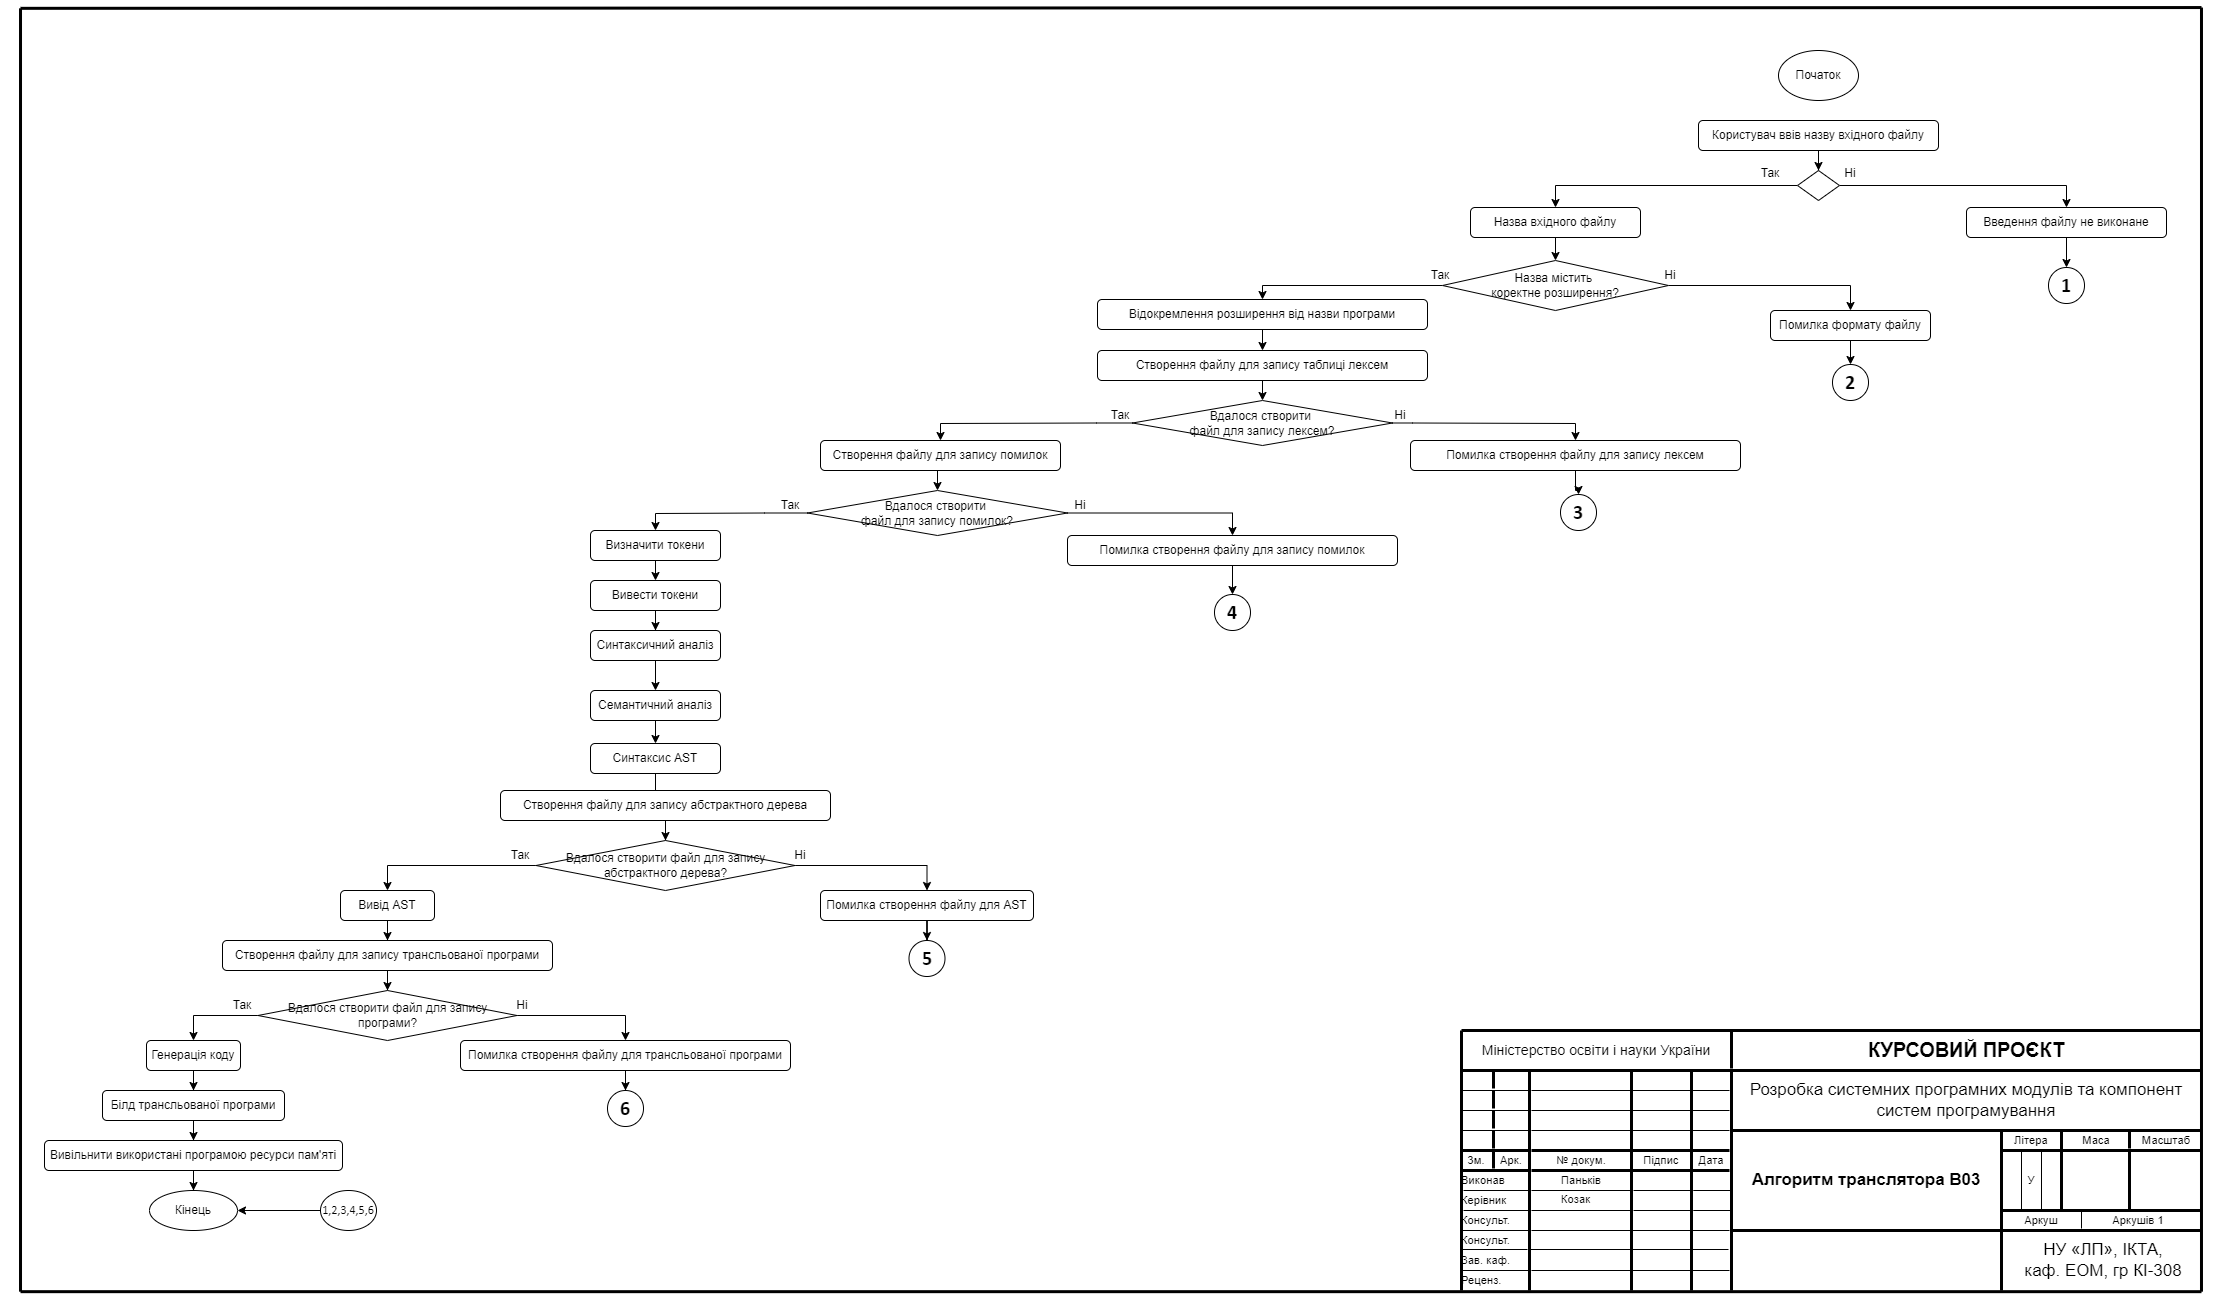 Початок
Користувач ввів назву вхідного файлу
Так
Ні
Назва вхідного файлу
Введення файлу не виконане
Так
Назва містить
коректне розширення?
Ні
1
Відокремлення розширення від назви програми
Помилка формату файлу
Створення файлу для запису таблиці лексем
2
Так
Вдалося створити
файл для запису лексем?
Ні
Створення файлу для запису помилок
Помилка створення файлу для запису лексем
Так
Вдалося створити
файл для запису помилок?
Ні
3
Визначити токени
Помилка створення файлу для запису помилок
Вивести токени
4
Синтаксичний аналіз
Семантичний аналіз
Синтаксис AST
Створення файлу для запису абстрактного дерева
Так
Вдалося створити файл для запису
абстрактного дерева?
Ні
Вивід AST
Помилка створення файлу для AST
Створення файлу для запису трансльованої програми
5
Так
Вдалося створити файл для запису
програми?
Ні
Генерація коду
Помилка створення файлу для трансльованої програми
Білд трансльованої програми
6
Вивільнити використані програмою ресурси пам'яті
Кінець
1,2,3,4,5,6
Міністерство освіти і науки України
КУРСОВИЙ ПРОЄКТ
Розробка системних програмних модулів та компонент
систем програмування
Зм.
Арк.
№ докум.
Підпис
Дата
Виконав
Паньків
Керівник
Козак
Консульт.
Консульт.
Зав. каф.
Реценз.
Алгоритм транслятора B03
Літера
Маса
Масштаб
У
Аркуш
Аркушів 1
НУ «ЛП», ІКТА,
каф. ЕОМ, гр КІ-308